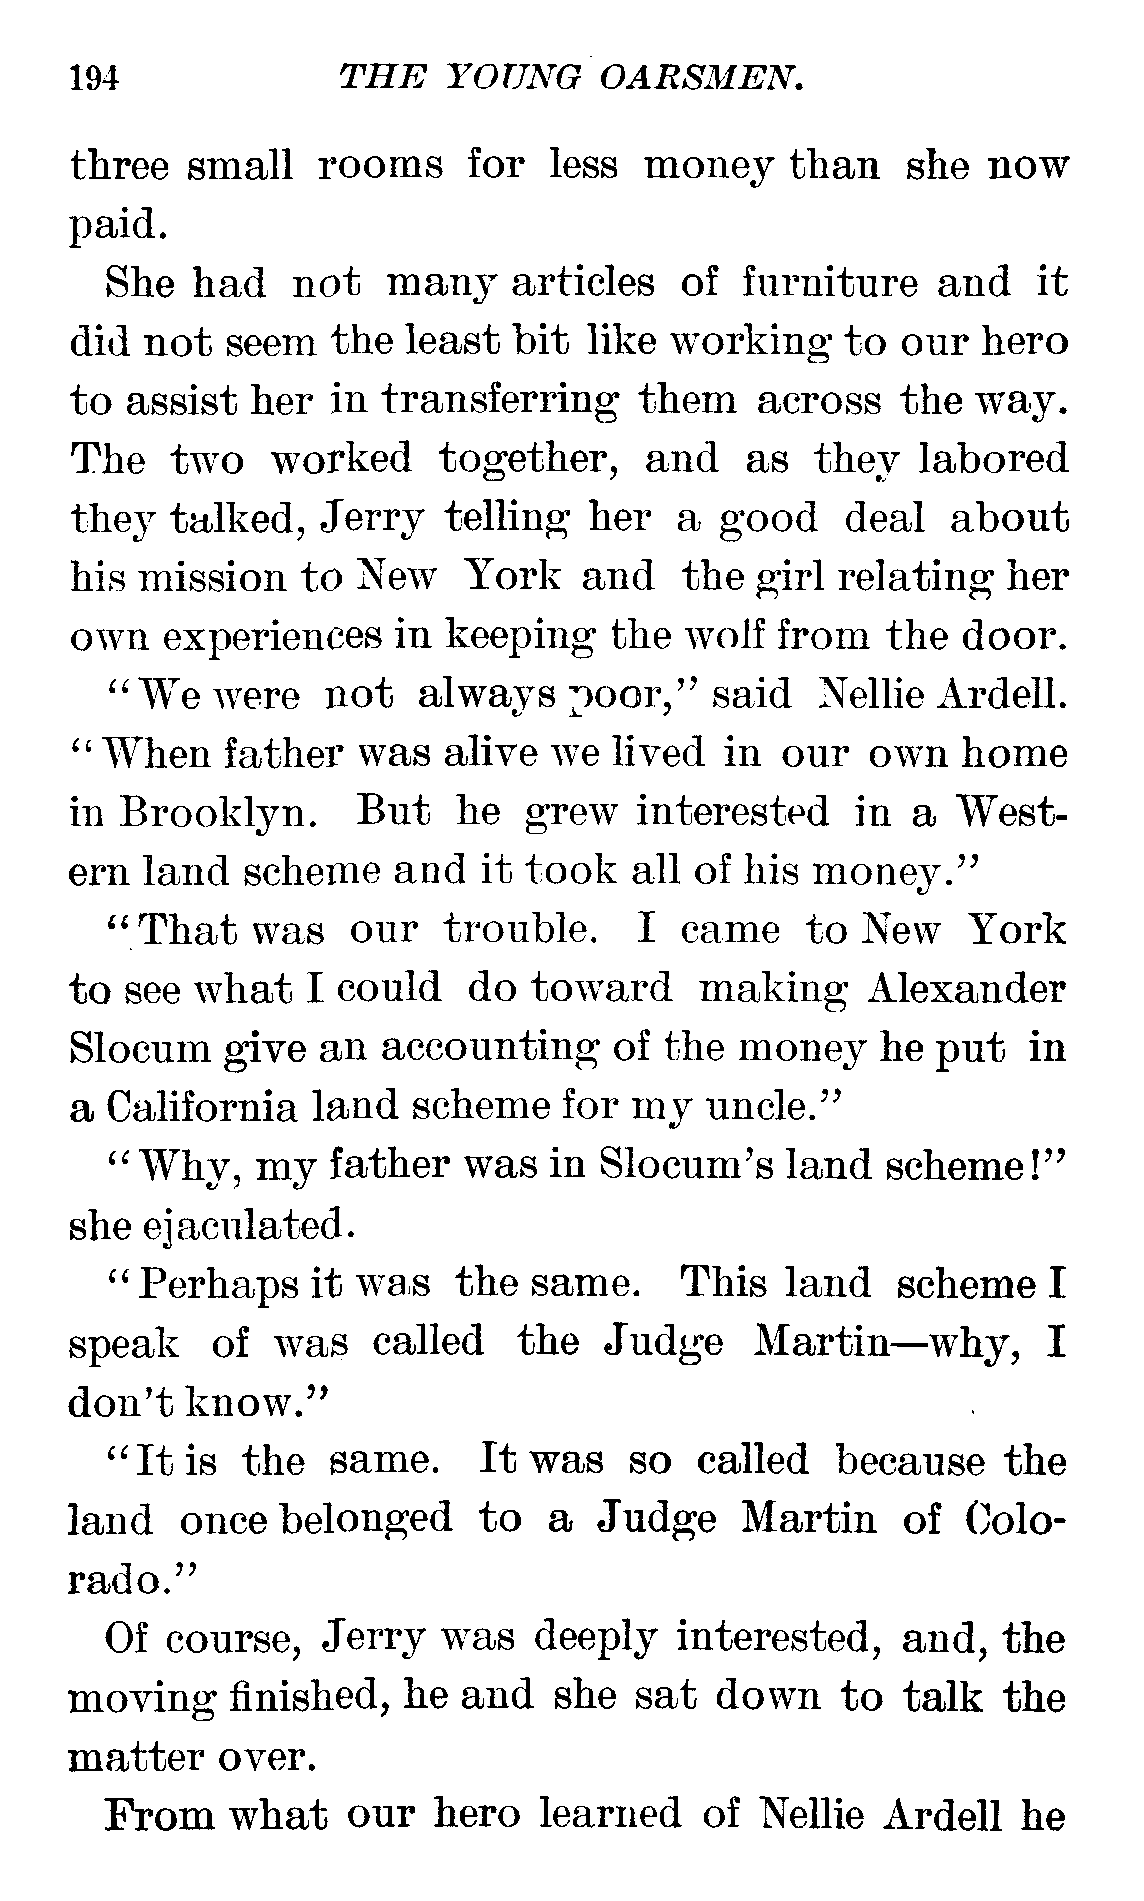 194 THE YOUNG OARSMEN.
three small rooms for less money than she now
paid.
She had not many articles of furniture and it
did not seem the least bit like working to our hero
to assist her in transferring them across the way.
The two worked together, and as they labored
they talked, Jerry telling her a good deal about
his mission to New York and the girl relating her
own experiences in keeping the wolf from the door.
"We were not always poor," said Nellie Ardell.
"When father was alive we lived in our own home
in Brooklyn. But he grew interested in a West-
ern land scheme and it took all of his money."
"That was our trouble. I came to New York
to see what I could do toward making Alexander
Slocum give an accounting of the money he put in
a California land scheme for my uncle."
"Why, my father was in Slocum's land scheme!"
she ejaculated.
"Perhaps it was the same. This land scheme I
speak of was called the Judge Martin—why, I
don't know."
"It is the same. It was so called because the
land once belonged to a Judge Martin of Colo-
rado."
Of course, Jerry was deeply interested, and, the
moving finished, he and she sat down to talk the
matter over.
From what our hero learned of Nellie Ardell he